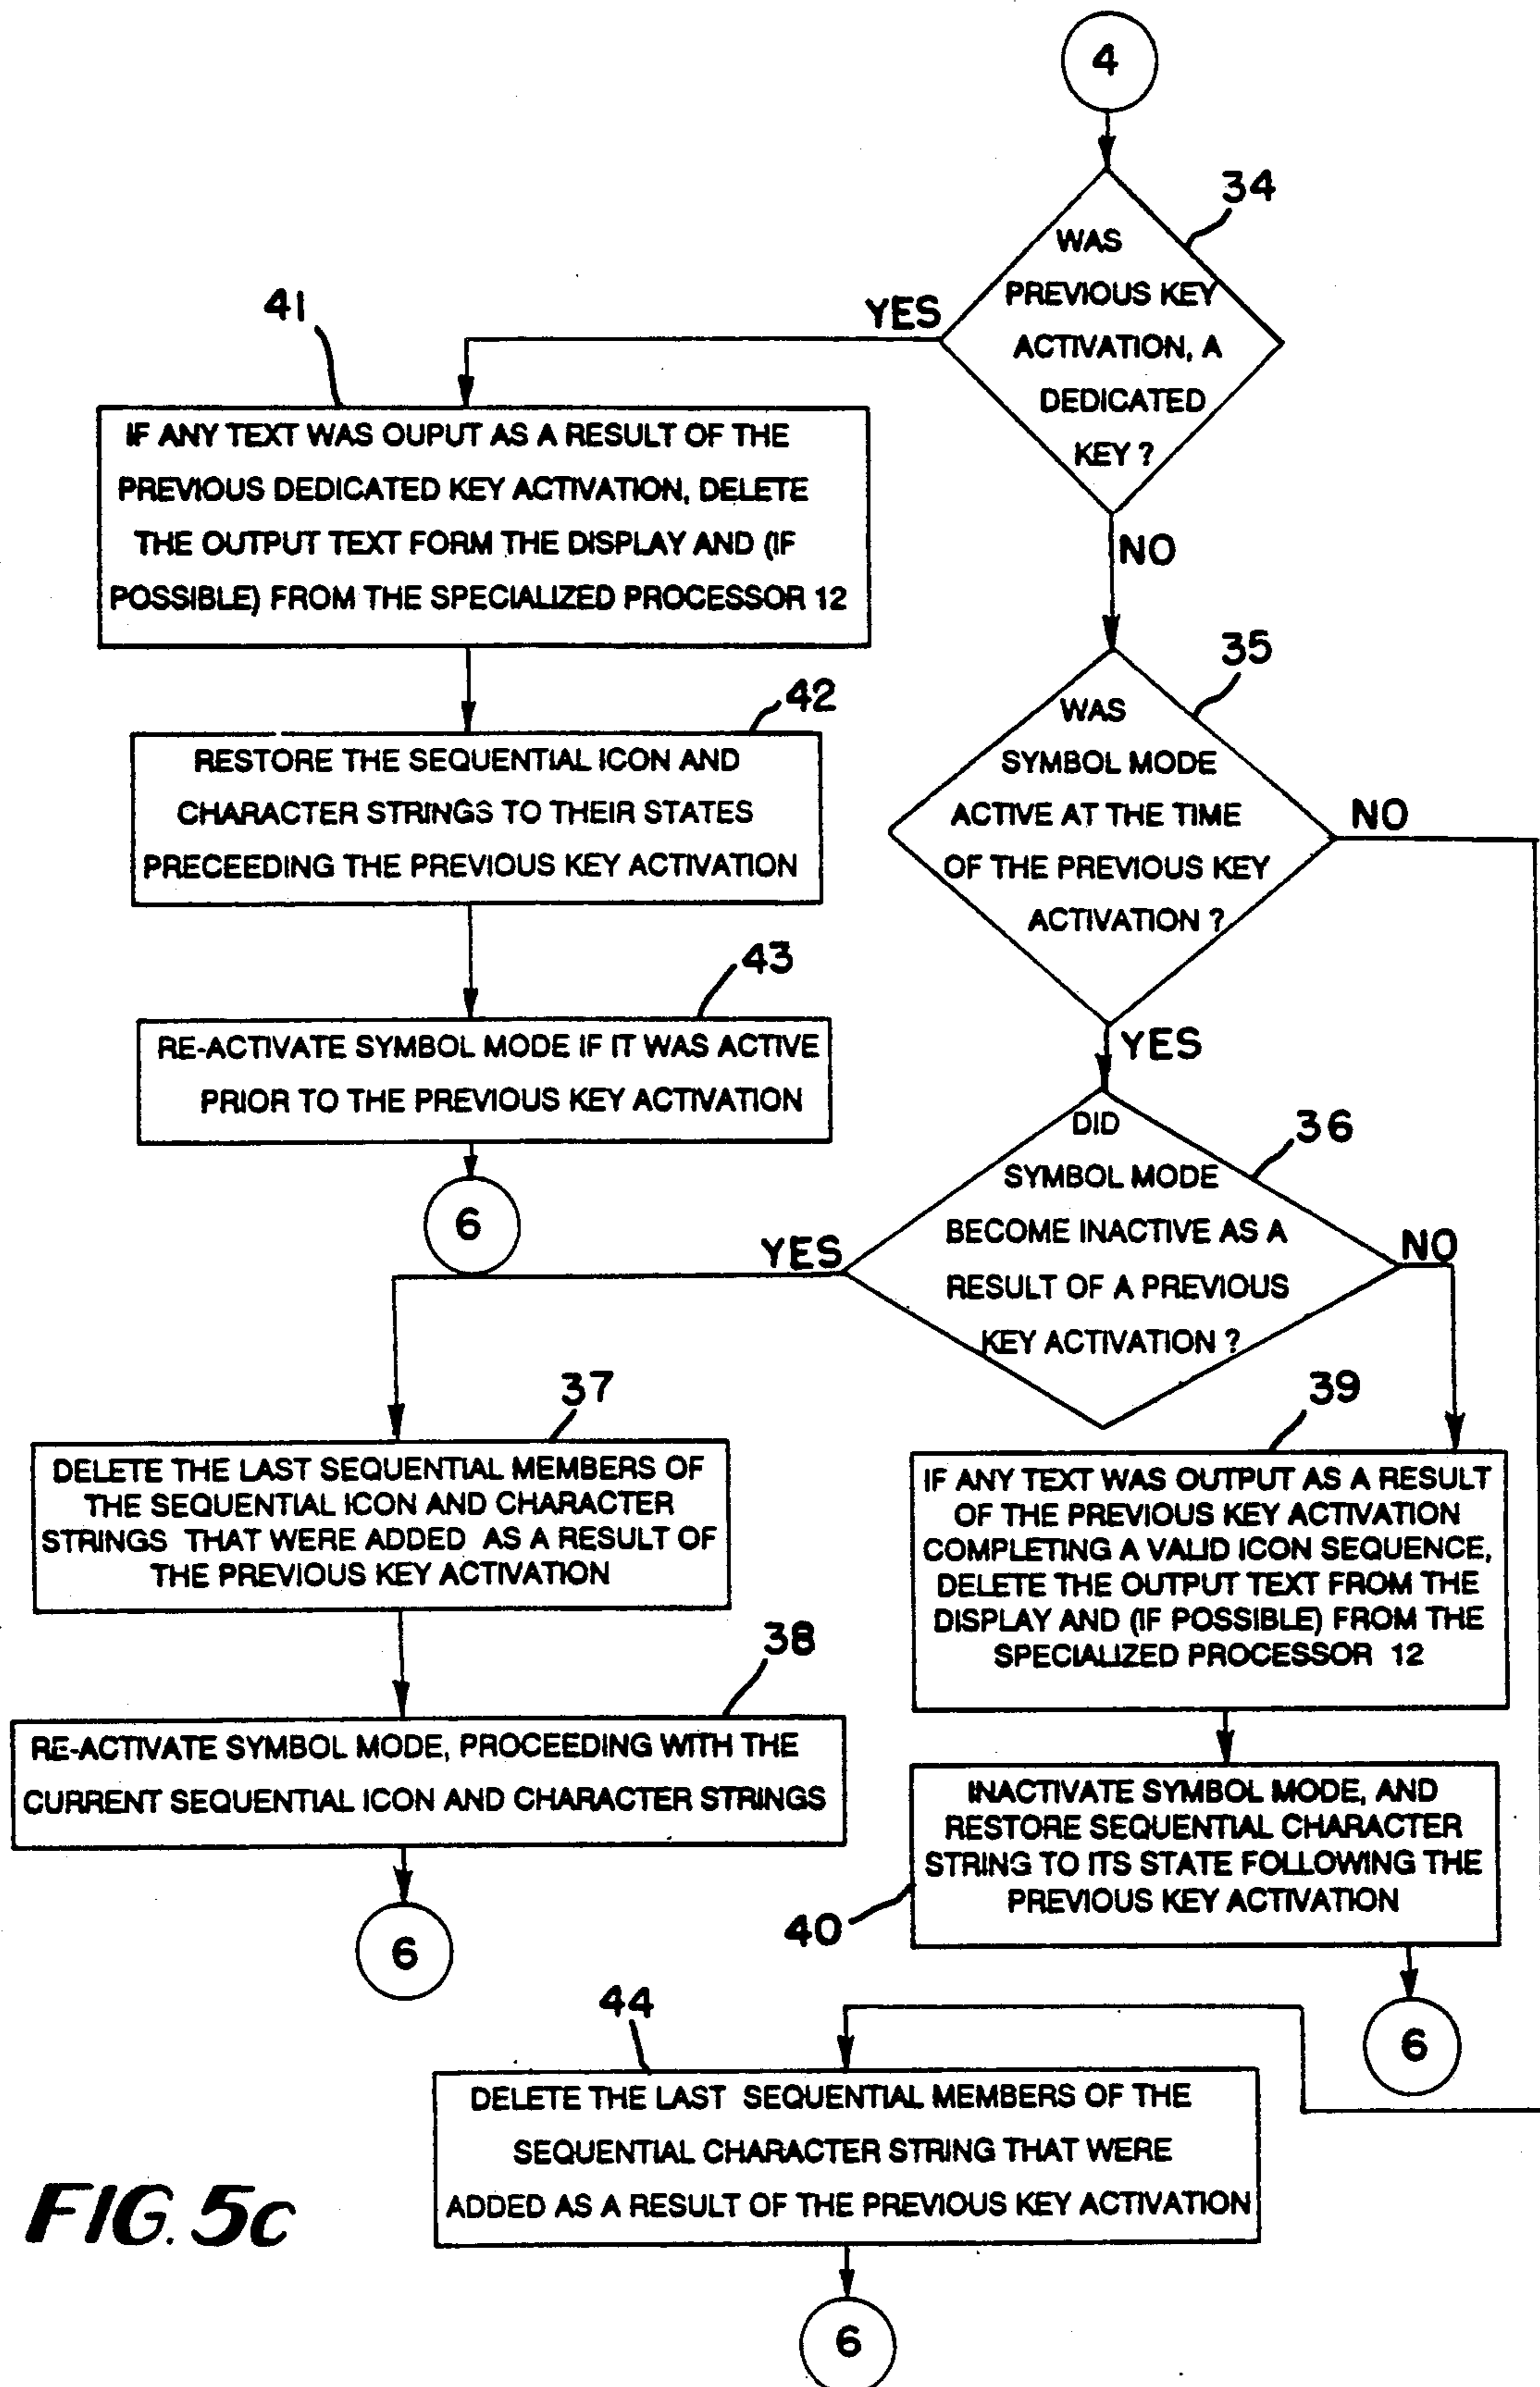 4
34
WAS
PREVIOUS KEY
ACTIVATION, A
DEDICATED
KEY ?
YES
NO
41
IF ANY TEXT WAS OUPUT AS A RESULT OF THE
PREVIOUS DEDICATED KEY ACTIVATION, DELETE
THE OUTPUT TEXT FORM THE DISPLAY AND (IF
POSSIBLE) FROM THE SPECIALIZED PROCESSOR 12
42
RESTORE THE SEQUENTIAL ICON AND
CHARACTER STRINGS TO THEIR STATES
PRECEEDING THE PREVIOUS KEY ACTIVATION
43
RE-ACTIVATE SYMBOL MODE IF IT WAS ACTIVE
PRIOR TO THE PREVIOUS KEY ACTIVATION
6
35
WAS
SYMBOL MODE
ACTIVE AT THE TIME
OF THE PREVIOUS KEY
ACTIVATION ?
NO
YES
36
DID
SYMBOL MODE
BECOME INACTIVE AS A
RESULT OF A PREVIOUS
KEY ACTIVATION ?
YES
NO
37
DELETE THE LAST SEQUENTIAL MEMBERS OF
THE SEQUENTIAL ICON AND CHARACTER
STRINGS THAT WERE ADDED AS A RESULT OF
THE PREVIOUS KEY ACTIVATION
38
RE-ACTIVATE SYMBOL MODE, PROCEEDING WITH THE
CURRENT SEQUENTIAL ICON AND CHARACTER STRINGS
6
39
IF ANY TEXT WAS OUTPUT AS A RESULT
OF THE PREVIOUS KEY ACTIVATION
COMPLETING A VALID ICON SEQUENCE,
DELETE THE OUTPUT TEXT FROM THE
DISPLAY AND (IF POSSIBLE) FROM THE
SPECIALIZED PROCESSOR 12
40
INACTIVATE SYMBOL MODE, AND
RESTORE SEQUENTIAL CHARACTER
STRING TO ITS STATE FOLLOWING THE
PREVIOUS KEY ACTIVATION
6
44
DELETE THE LAST SEQUENTIAL MEMBERS OF THE
SEQUENTIAL CHARACTER STRING THAT WERE
ADDED AS A RESULT OF THE PREVIOUS KEY ACTIVATION
6
FIG. 5c